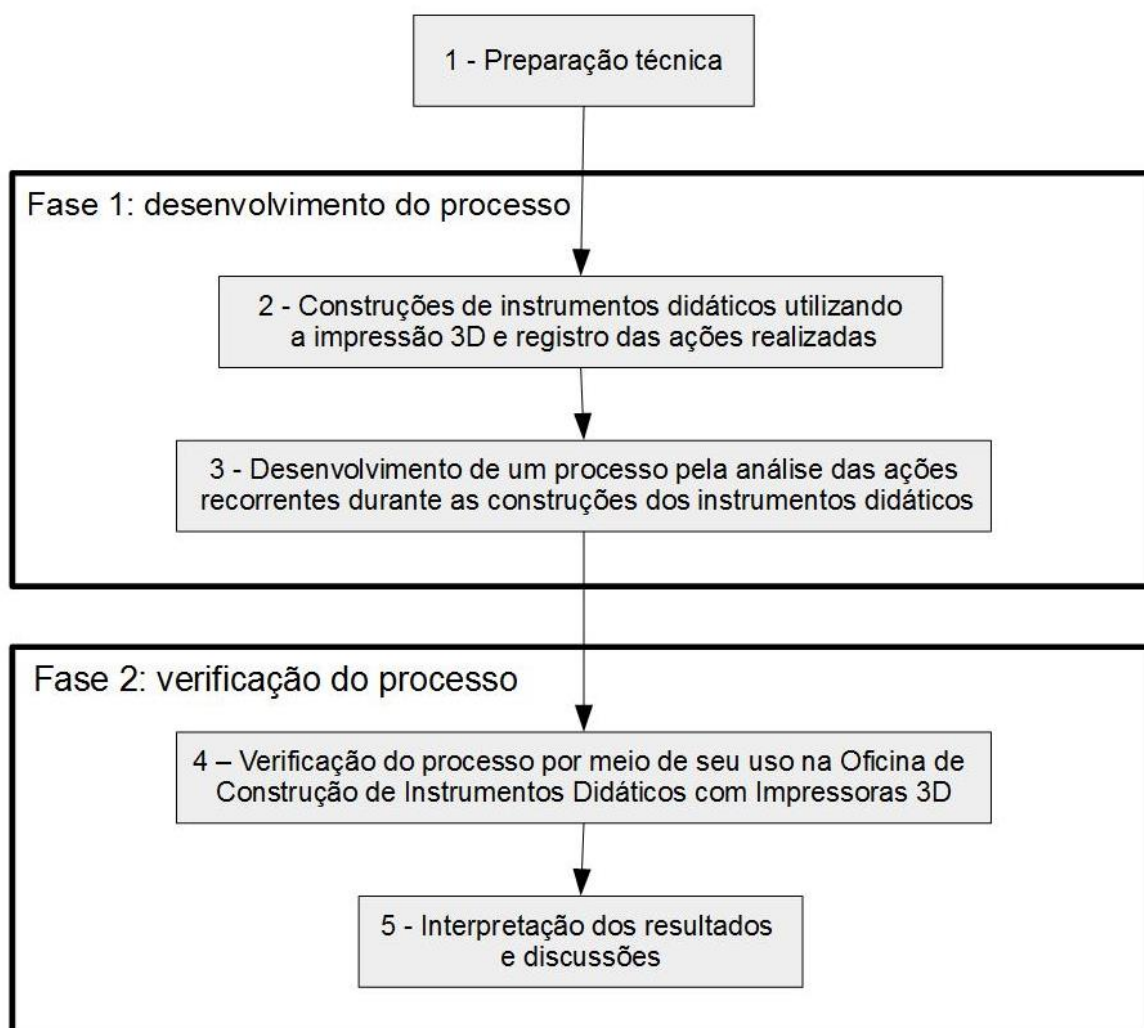 1 - Preparação técnica
Fase 1: desenvolvimento do processo
2 - Construções de instrumentos didáticos utilizando
a impressão 3D e registro das ações realizadas
3 - Desenvolvimento de um processo pela análise das ações
recorrentes durante as construções dos instrumentos didáticos
Fase 2: verificação do processo
4 – Verificação do processo por meio de seu uso na Oficina de
Construção de Instrumentos Didáticos com Impressoras 3D
5 - Interpretação dos resultados
e discussões